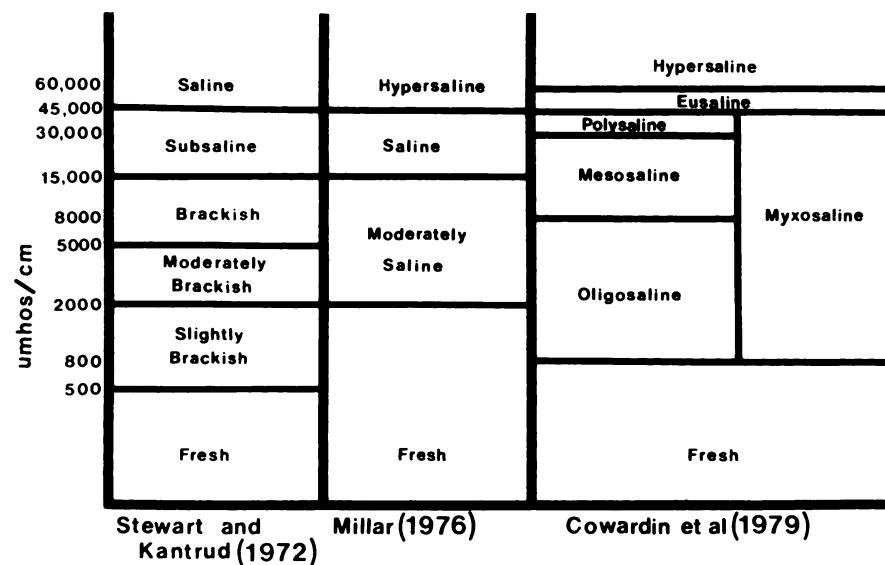 umhos/cm
60,000
45,000
30,000
15,000
8000
5000
2000
800
500
Saline
Subsaline
Brackish
Moderately
Brackish
Slightly
Brackish
Fresh
Stewart and
Kantrud (1972)
Hypersaline
Saline
Moderately
Saline
Fresh
Millar (1976)
Hypersaline
Eusaline
Polysaline
Mesosaline
Oligosaline
Myxosaline
Fresh
Cowardin et al (1979)